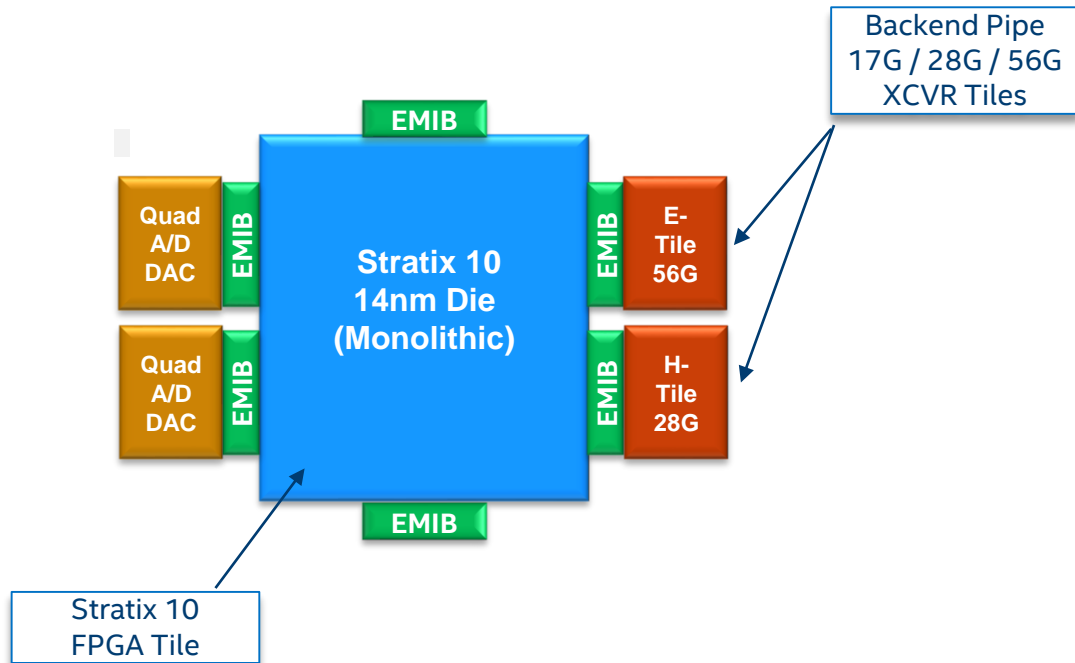 Backend Pipe
17G / 28G / 56G
XCVR Tiles
EMIB
Quad
A/D
DAC
EMIB
Stratix 10
14nm Die
(Monolithic)
EMIB
E-
Tile
56G
Quad
A/D
DAC
EMIB
EMIB
H-
Tile
28G
EMIB
Stratix 10
FPGA Tile